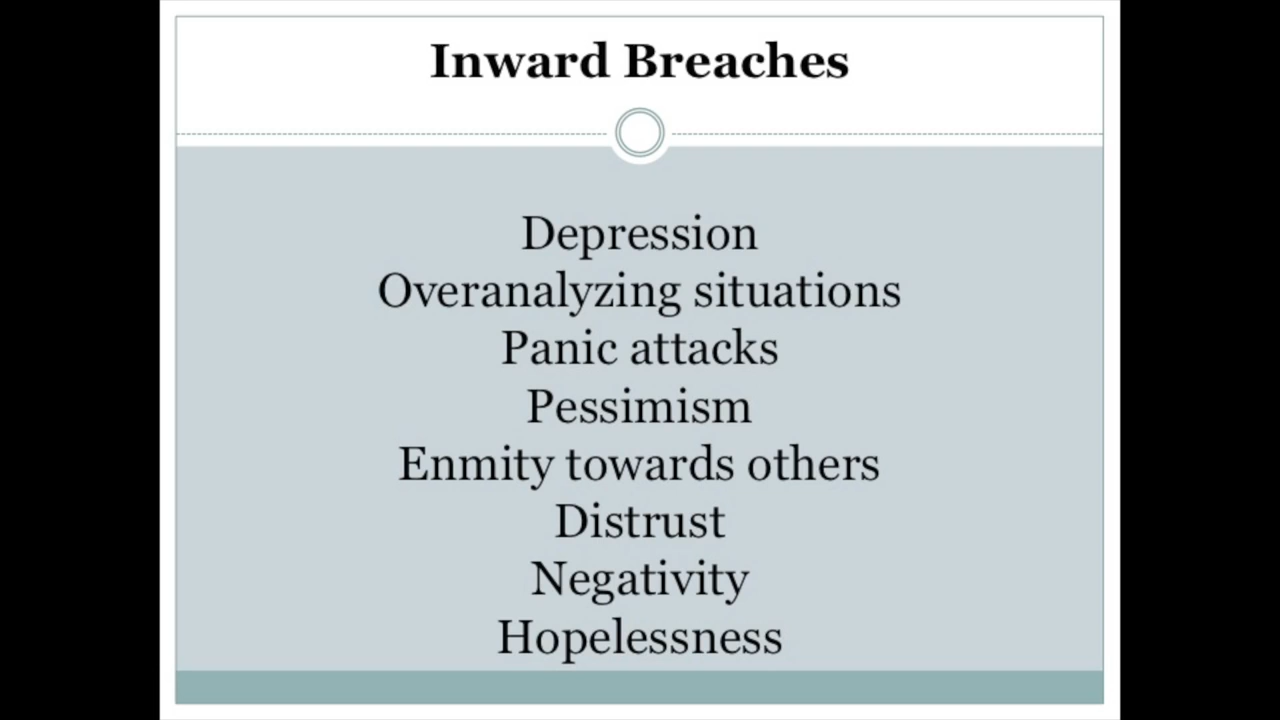 Inward Breaches
Depression
Overanalyzing situations
Panic attacks
Pessimism
Enmity towards others
Distrust
Negativity
Hopelessness